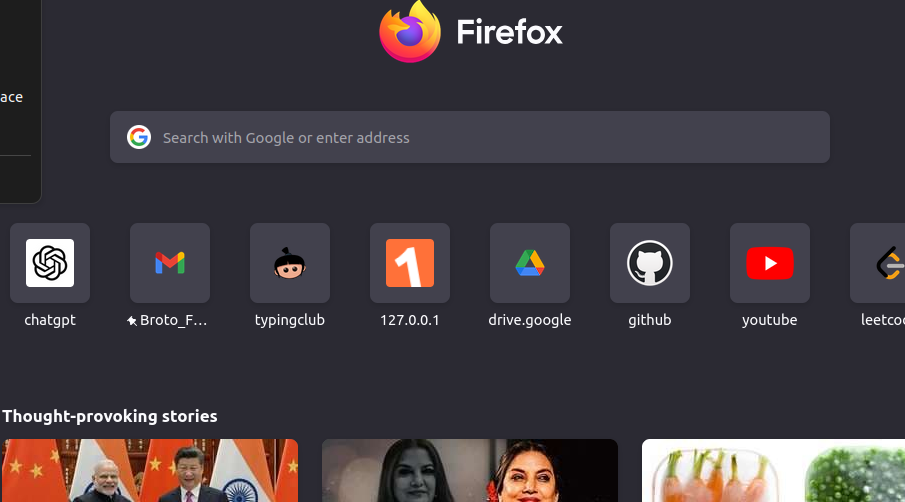 Firefox
ace
Search with Google or enter address
chatgpt
Broto_F...
typingclub
127.0.0.1
drive.google
github
youtube
leetco
Thought-provoking stories